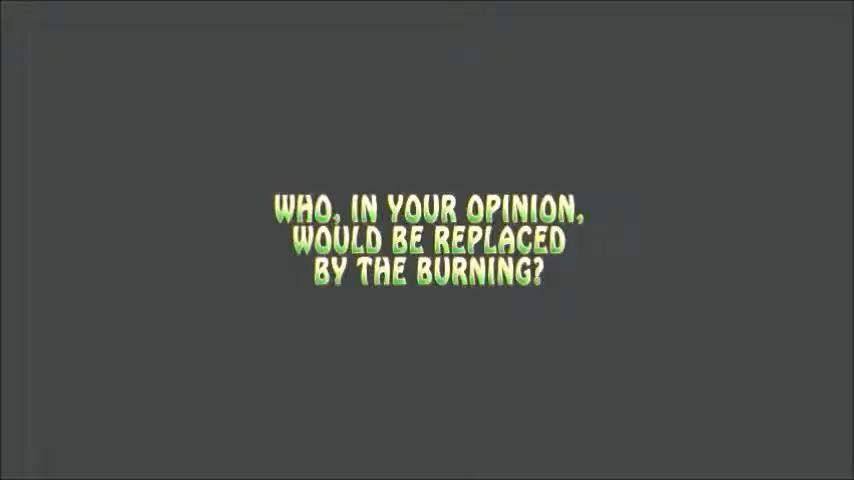 WHO, IN YOUR OPINION,
WOULD BE REPLACED
BY THE BURNING?